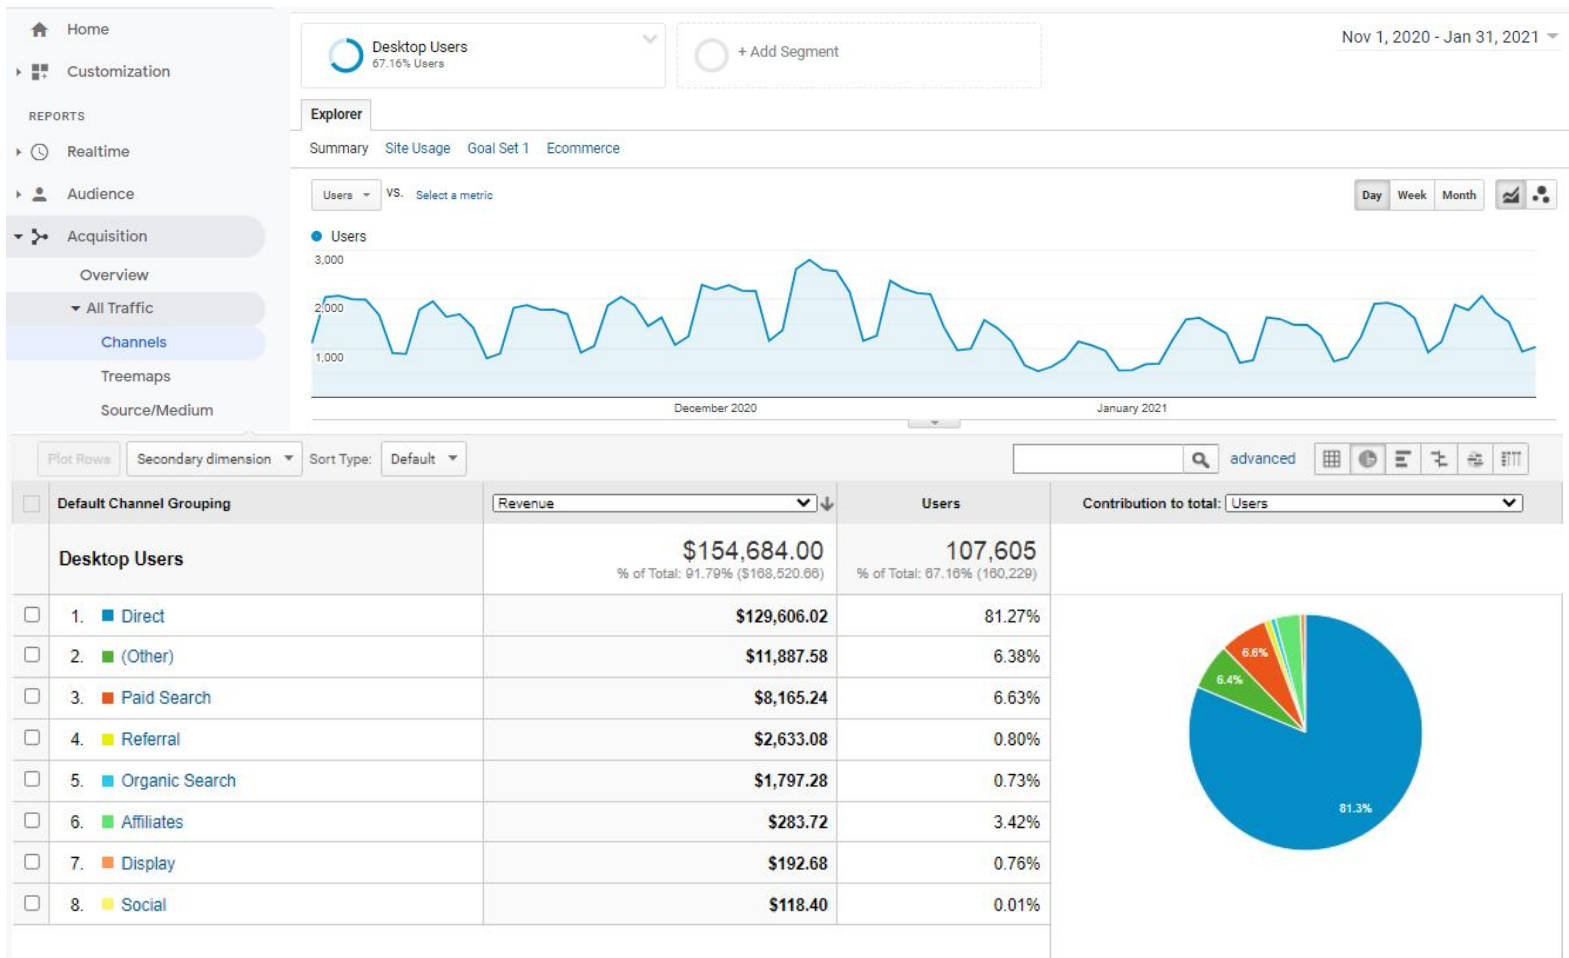 Home
Customization
REPORTS
Realtime
Audience
Acquisition
Overview
All Traffic
Channels
Treemaps
Source/Medium
Desktop Users
67.16% Users
+ Add Segment
Nov 1, 2020 - Jan 31, 2021
Explorer
Summary Site Usage Goal Set 1 Ecommerce
Users VS. Select a metric
Day Week Month
Users
3,000
2,000
1,000
December 2020 January 2021
Plot Rows Secondary dimension Sort Type: Default advanced
Default Channel Grouping Revenue Users Contribution to total: Users
Desktop Users $154,684.00 107,605
% of Total: 91.79% ($168,520.66) % of Total: 67.16% (160,229)
1. Direct $129,606.02 81.27%
2. (Other) $11,887.58 6.38%
3. Paid Search $8,165.24 6.63%
4. Referral $2,633.08 0.80%
5. Organic Search $1,797.28 0.73%
6. Affiliates $283.72 3.42%
7. Display $192.68 0.76%
8. Social $118.40 0.01%
6.6%
6.4%
81.3%